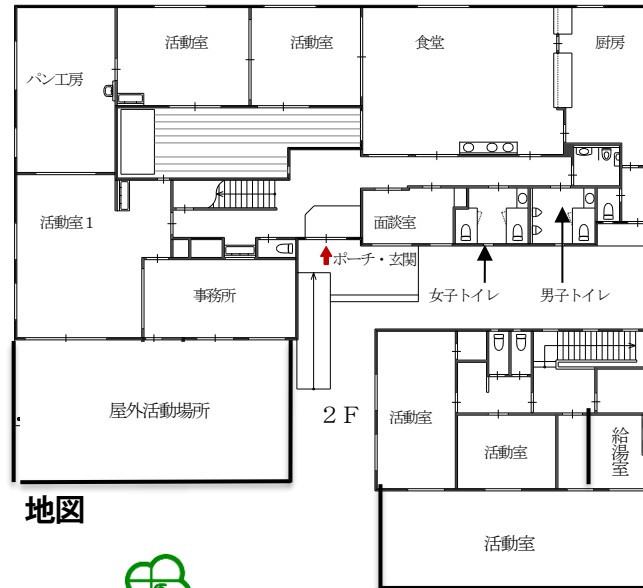 活動室
活動室
食堂
厨房
パン工房
活動室１
面談室
ポーチ・玄関
事務所
女子トイレ
男子トイレ
屋外活動場所
２Ｆ
活動室
活動室
給湯室
活動室
地図